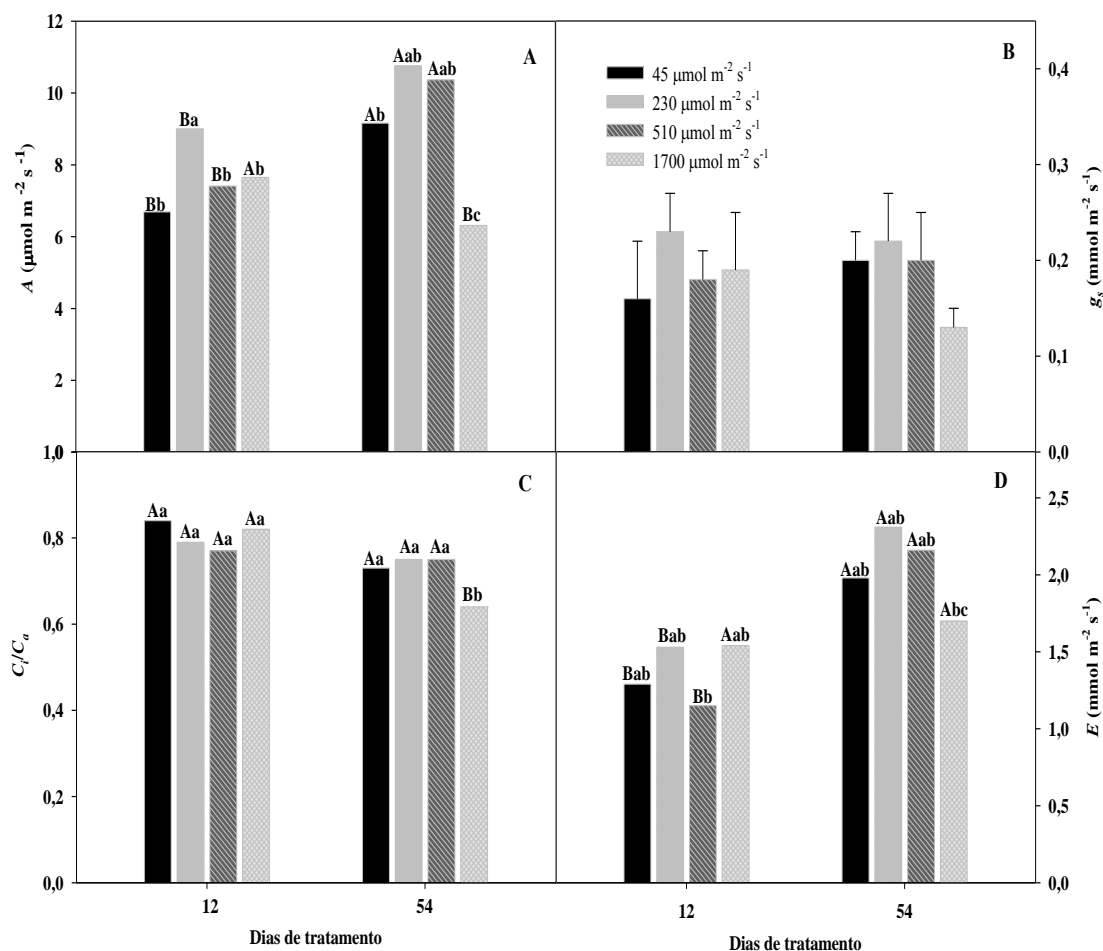 12
10
8
6
4
2
1,0
A (µmol m⁻² s⁻¹)
A
Bb
Ba
Bb
Ab
Ab
Aab
Aab
Bc
B
45 µmol m⁻² s⁻¹
230 µmol m⁻² s⁻¹
510 µmol m⁻² s⁻¹
1700 µmol m⁻² s⁻¹
0,4
0,3
0,2
0,1
0,0
gₛ (mmol m⁻² s⁻¹)
0,8
0,6
0,4
0,2
0,0
Cᵢ/Cₐ
C
Aa
Aa
Aa
Aa
Aa
Aa
Aa
Bb
12
54
Dias de tratamento
D
Bab
Bab
Bb
Aab
Aab
Aab
Aab
Abc
2,5
2,0
1,5
1,0
0,5
0,0
E (mmol m⁻² s⁻¹)
12
54
Dias de tratamento